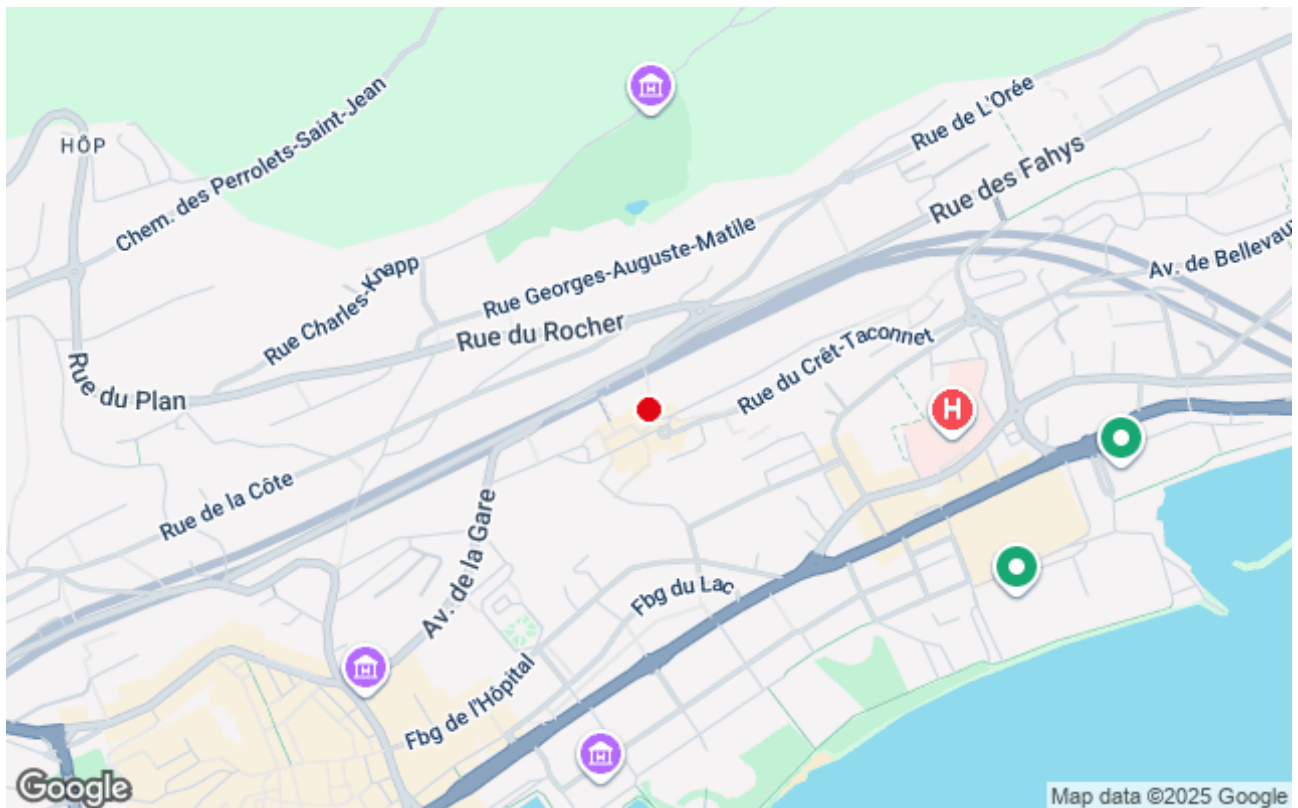 HÔP
Chem. des Perrolets-Saint-Jean
Rue de L'Orée
Rue des Fahys
Rue Charles-Knapp
Rue Georges-Auguste-Matile
Av. de Bellevaux
Rue du Rocher
Rue du Plan
Rue du Crêt-Taconnet
H
Rue de la Côte
Av. de la Gare
Fbg du Lac
Fbg de l'Hôpital
Google
Map data ©2025 Google